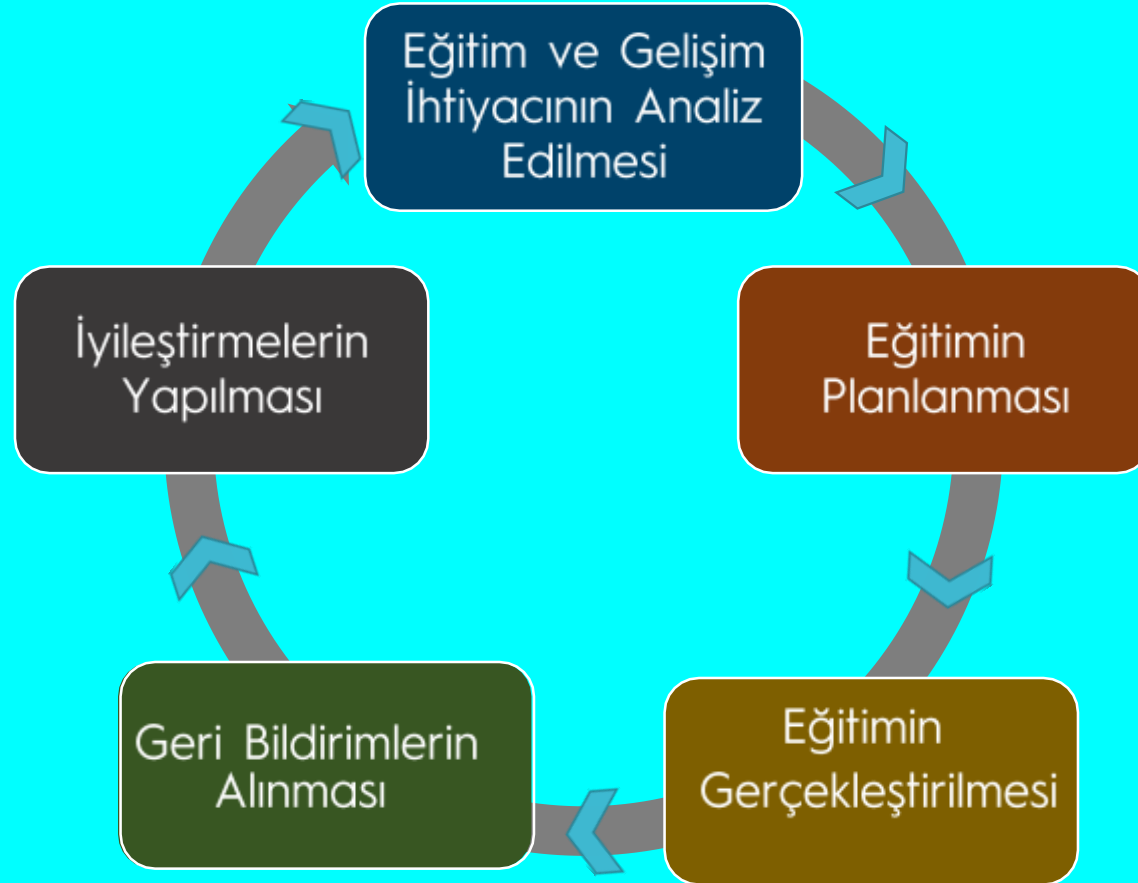 Eğitim ve Gelişim
İhtiyacının Analiz
Edilmesi
Eğitimin
Planlanması
Eğitimin
Gerçekleştirilmesi
Geri Bildirimlerin
Alınması
İyileştirmelerin
Yapılması